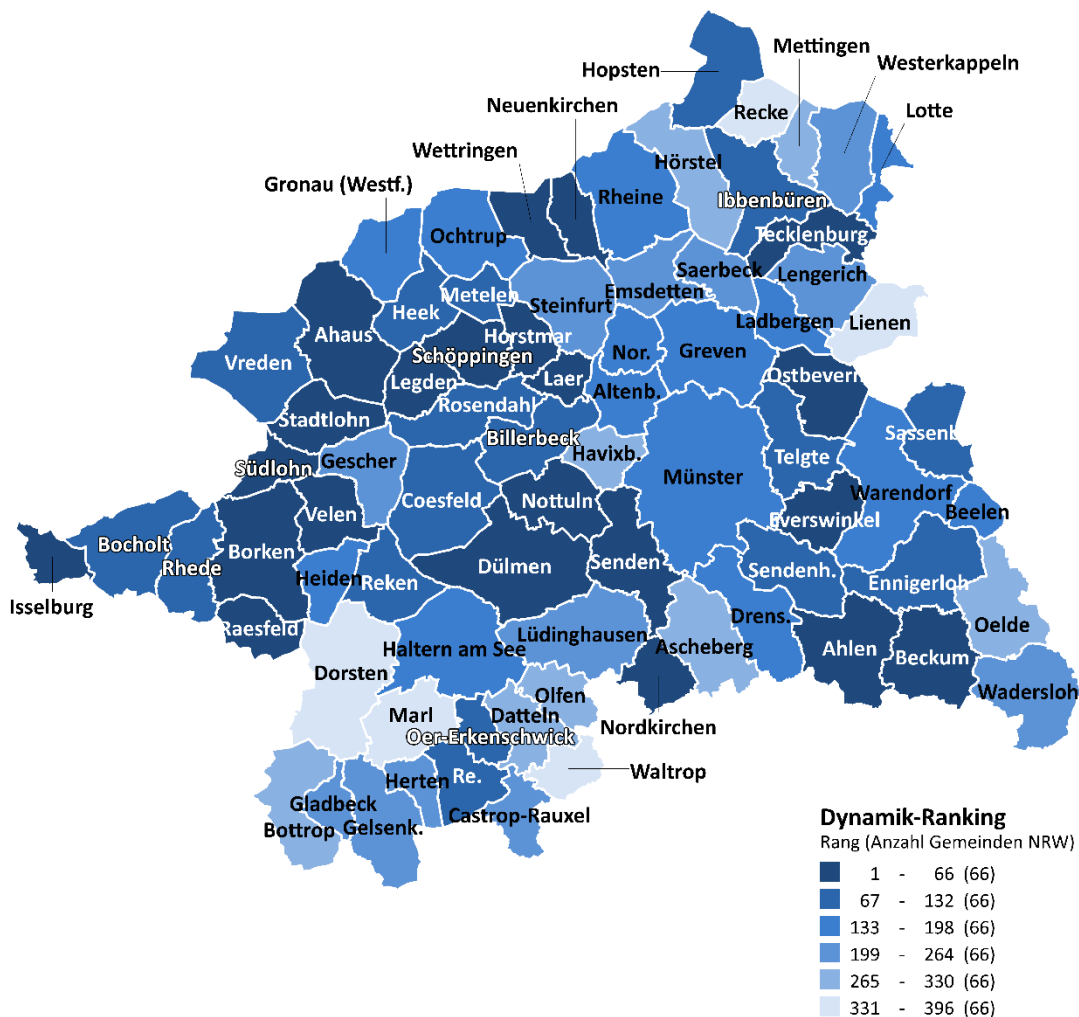 Mettingen
Hopsten
Westerkappeln
Neuenkirchen
Recke
Lotte
Wettringen
Hörstel
Gronau (Westf.)
Rheine
Ibbenbüren
Ochtrup
Tecklenburg
Saerbeck
Lengerich
Metelen
Emsdetten
Steinfurt
Heek
Ladbergen
Lienen
Ahaus
Horstmar
Schöppingen
Nor.
Greven
Vreden
Ostbevern
Legden
Laer
Altenb.
Rosendahl
Stadtlohn
Sassenb
Billerbeck
Havixb.
Telgte
Gescher
Südlohn
Münster
Warendorf
Coesfeld
Nottuln
Beelen
Velen
Everswinkel
Bocholt
Borken
Rhede
Dülmen
Senden
Sendenh.
Heiden
Reken
Ennigerloh
Isselburg
Drens.
Raesfeld
Lüdinghausen
Oelde
Haltern am See
Ascheberg
Ahlen
Beckum
Dorsten
Wadersloh
Olfen
Marl
Datteln
Nordkirchen
Oer-Erkenschwick
Waltrop
Herten
Re.
Gladbeck
Castrop-Rauxel
Bottrop
Gelsenk.
Dynamik-Ranking
Rang (Anzahl Gemeinden NRW)
1 - 66 (66)
67 - 132 (66)
133 - 198 (66)
199 - 264 (66)
265 - 330 (66)
331 - 396 (66)